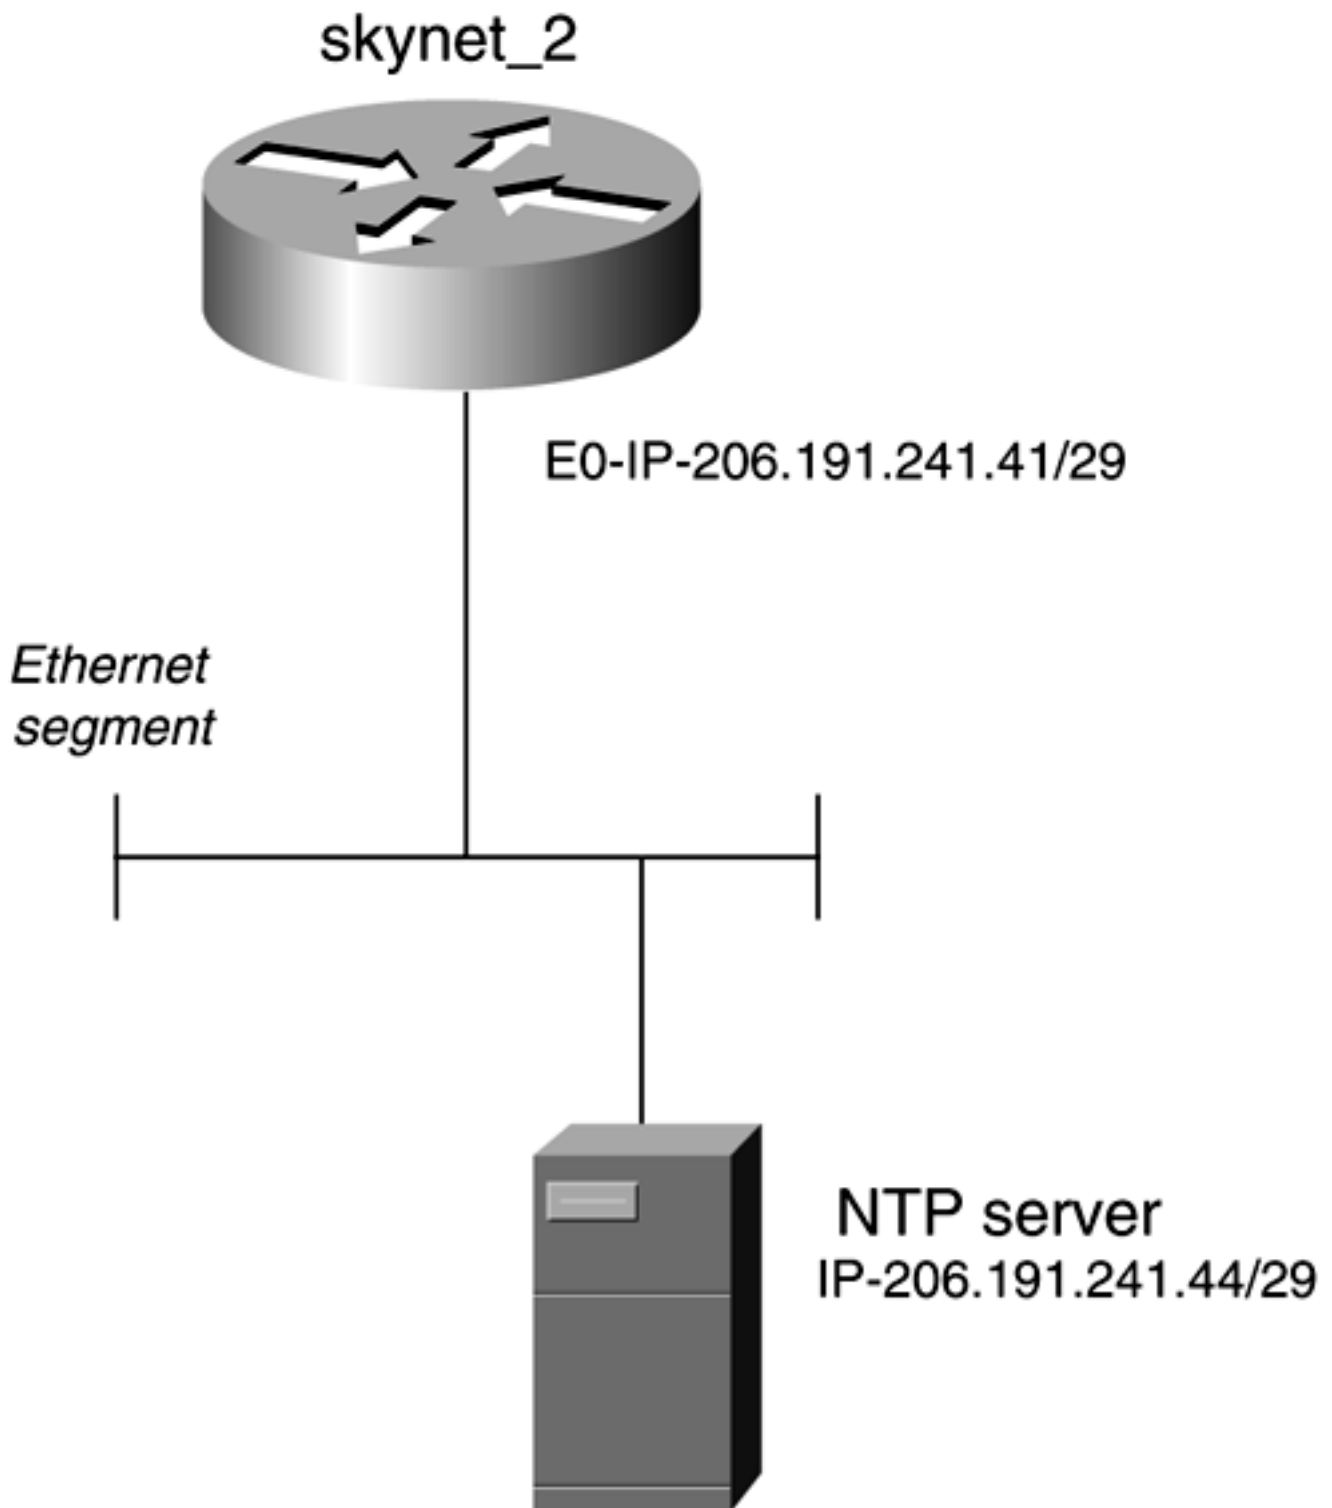 skynet_2
E0-IP-206.191.241.41/29
Ethernet
segment
NTP server
IP-206.191.241.44/29